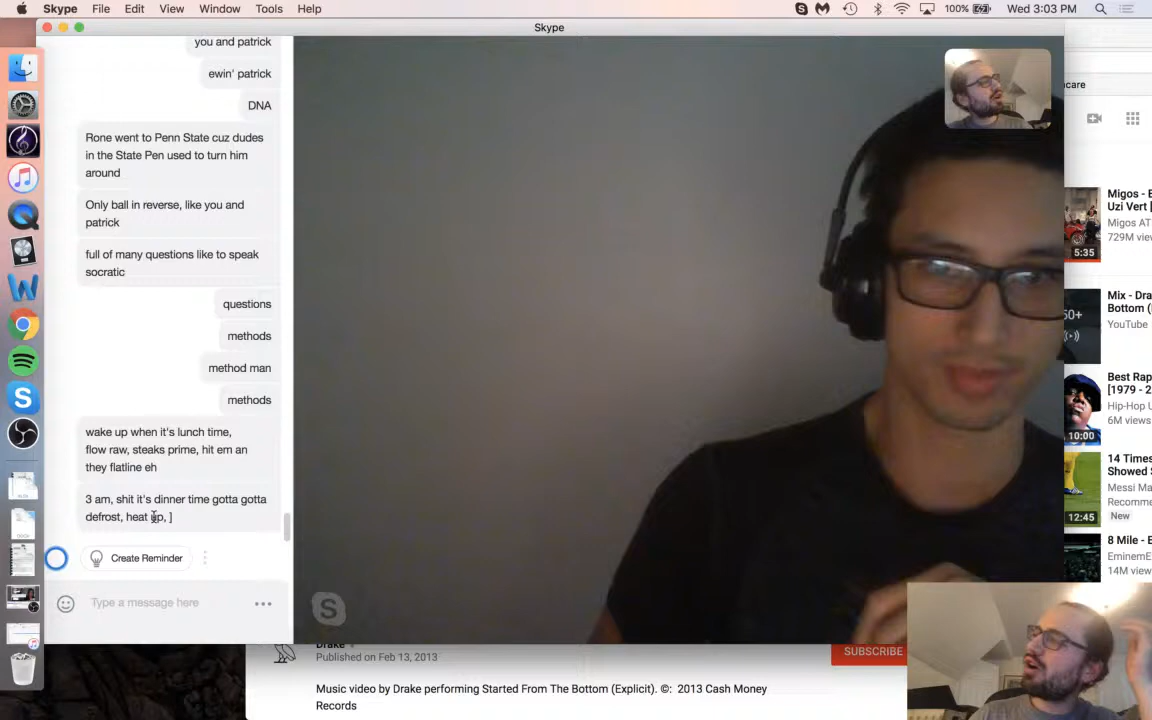 Skype File Edit View Window Tools Help
100% Wed 3:03 PM
Skype
you and patrick
ewin' patrick
DNA
Rone went to Penn State cuz dudes
in the State Pen used to turn him
around
Only ball in reverse, like you and
patrick
full of many questions like to speak
socratic
questions
methods
method man
methods
wake up when it's lunch time,
flow raw, steaks prime, hit em an
they flatline eh
3 am, shit it's dinner time gotta gotta
defrost, heat up, ]
Create Reminder
Type a message here
care
Migos - B
Uzi Vert [
Migos AT
729M view
5:35
Mix - Dra
Bottom (
YouTube
50+
Best Rap
[1979 - 2
Hip-Hop U
6M views
10:00
14 Times
Showed S
Messi Ma
Recomme
New
12:45
8 Mile - E
EminemE
14M view
Drake
Published on Feb 13, 2013
SUBSCRIBE
Music video by Drake performing Started From The Bottom (Explicit). ©: 2013 Cash Money
Records